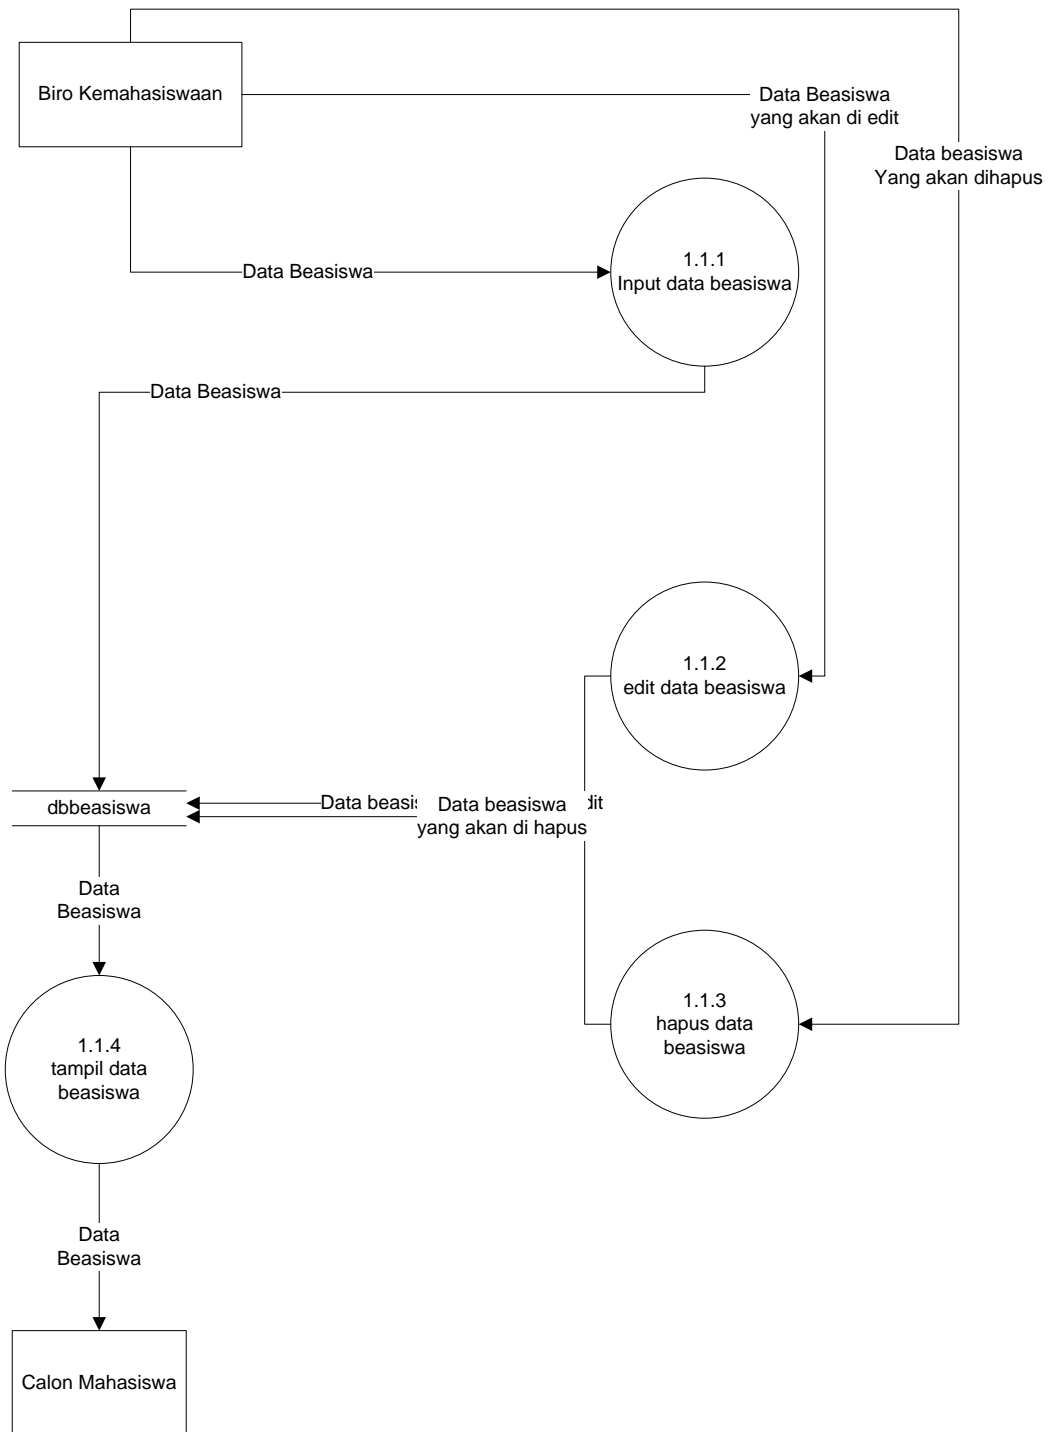 Biro Kemahasiswaan
Data Beasiswa
yang akan di edit
Data beasiswa
Yang akan dihapus
1.1.1
Input data beasiswa
Data Beasiswa
Data Beasiswa
1.1.2
edit data beasiswa
dbbeasiswa
Data
Data beasiswa
yang akan di hapus
Data
Beasiswa
1.1.3
hapus data
beasiswa
1.1.4
tampil data
beasiswa
Data
Beasiswa
Calon Mahasiswa